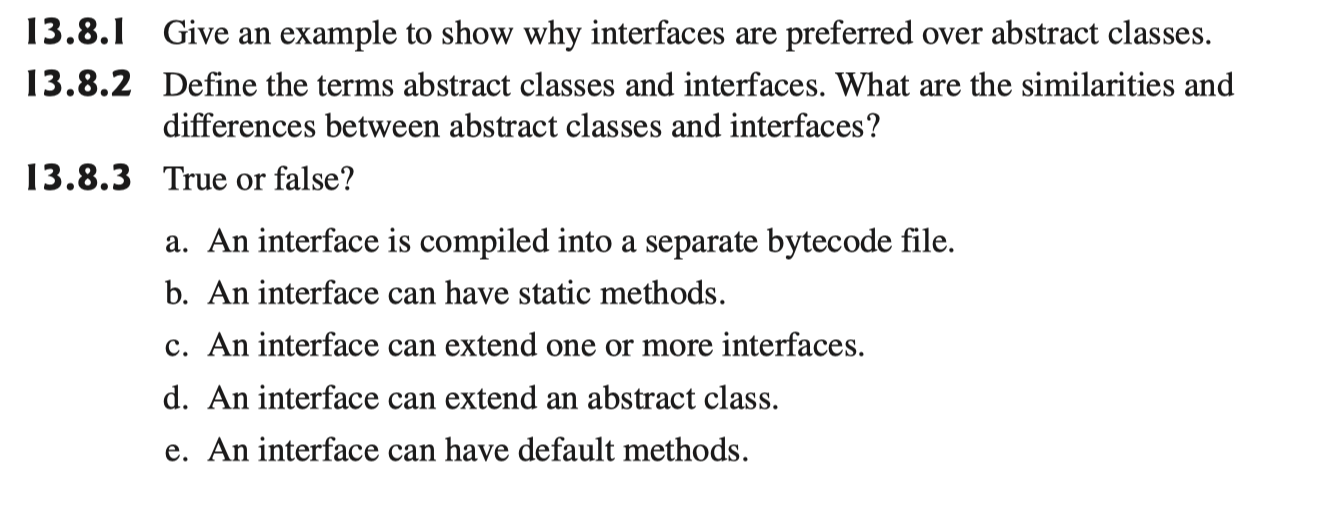 13.8.1 Give an example to show why interfaces are preferred over abstract classes.
13.8.2 Define the terms abstract classes and interfaces. What are the similarities and
differences between abstract classes and interfaces?
13.8.3 True or false?
a. An interface is compiled into a separate bytecode file.
b. An interface can have static methods.
c. An interface can extend one or more interfaces.
d. An interface can extend an abstract class.
e. An interface can have default methods.